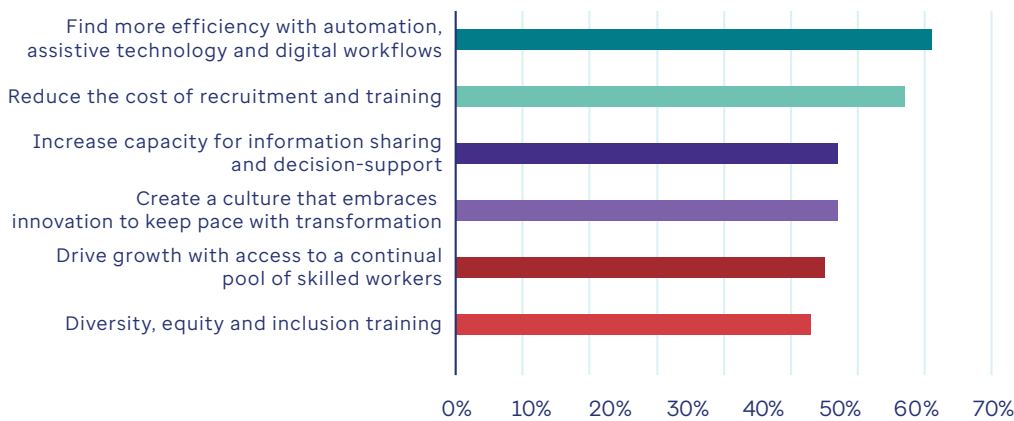 Find more efficiency with automation,
assistive technology and digital workflows
Reduce the cost of recruitment and training
Increase capacity for information sharing
and decision-support
Create a culture that embraces
innovation to keep pace with transformation
Drive growth with access to a continual
pool of skilled workers
Diversity, equity and inclusion training
0% 10% 20% 30% 40% 50% 60% 70%